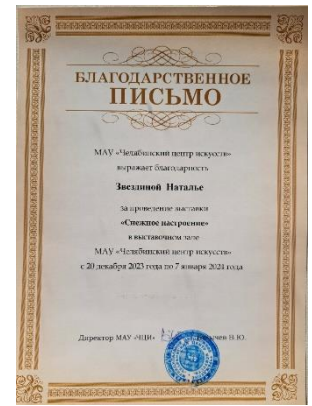 БЛАГОДАРСТВЕННОЕ
ПИСЬМО
МАУ «Челябинский центр искусств»
выражает благодарность
Звездиной Наталье
за проведение выставки
«Снежное настроение»
в выставочном зале
МАУ «Челябинский центр искусств»
с 20 декабря 2023 года по 7 января 2024 года
Директор МАУ «ЧЦИ» Н.Ю.